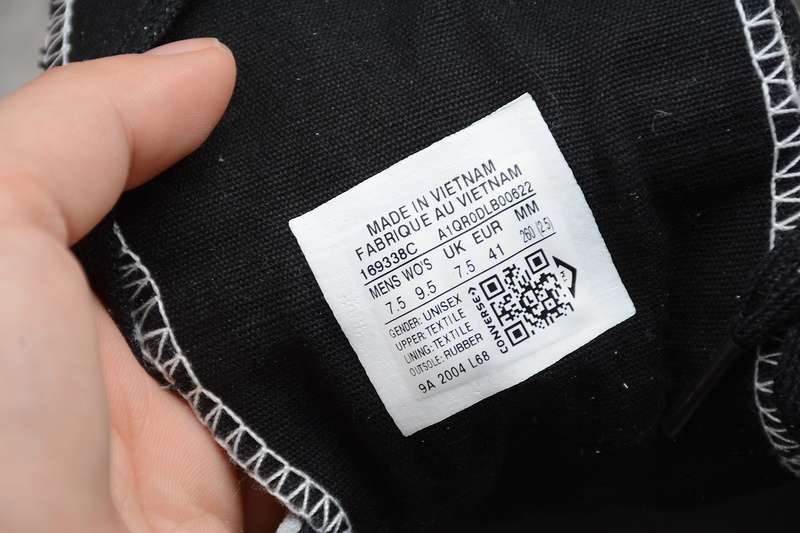 MADE IN VIETNAM
FABRIQUE AU VIETNAM
169338C A1QR0DLB00622
MENS WO'S UK EUR MM
7.5 9.5 7.5 41 260 (2.5)
GENDER: UNISEX
UPPER: TEXTILE
LINING: TEXTILE
OUTSOLE: RUBBER
9A 2004 L68
CONVERSE